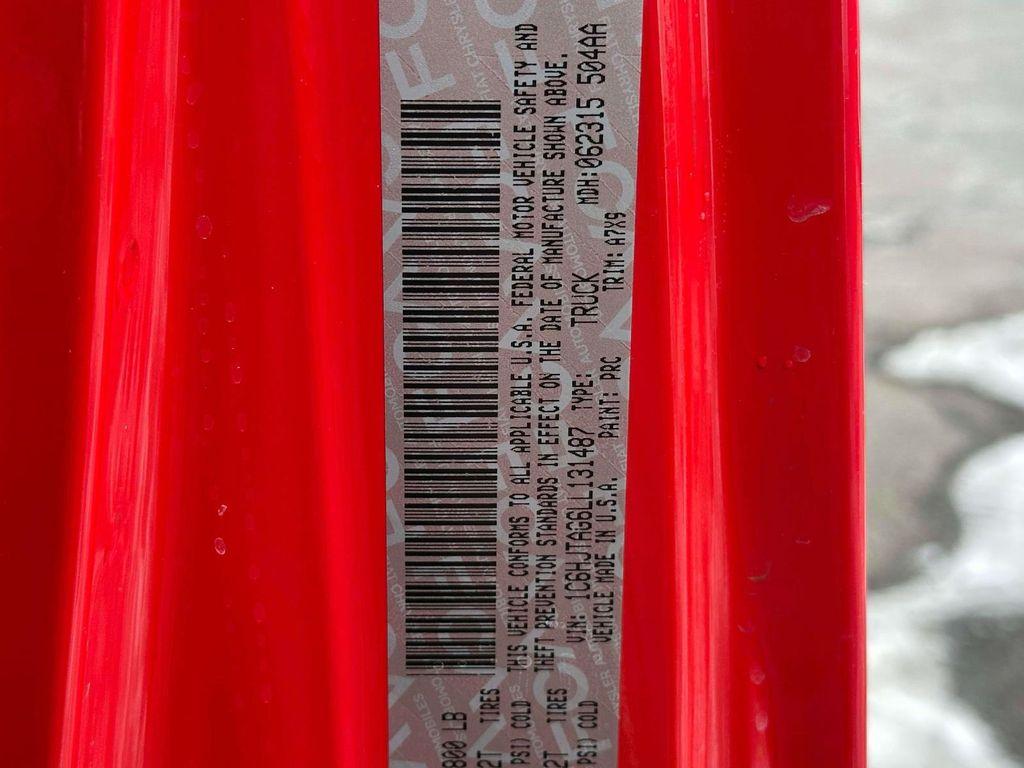 800 LB
2T TIRES
PSI) COLD
2T TIRES
PSI) COLD
THIS VEHICLE CONFORMS TO ALL APPLICABLE U.S.A. FEDERAL MOTOR VEHICLE SAFETY AND
THEFT PREVENTION STANDARDS IN EFFECT ON THE DATE OF MANUFACTURE SHOWN ABOVE.
VIN: 1C6HJTAG6LL131487 TYPE: TRUCK MDH:062315 504AA
VEHICLE MADE IN U.S.A. PAINT: PRC TRIM: A7X9